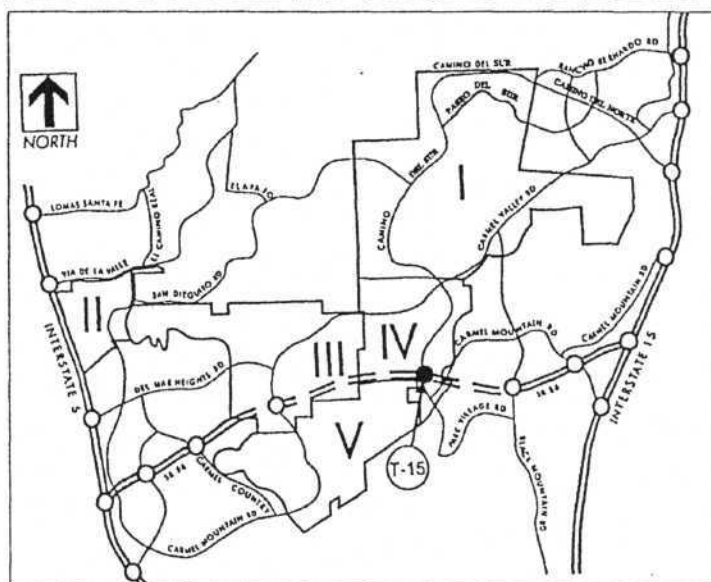 NORTH
CAMINO DEL SUR
RANCHO BERNARDO RD
PASEO DEL SUR
CAMINO DEL NORTE
LOMAS SANTA FE
EL CAMINO REAL
EL APAJO
CAMINO DEL SUR
I
CARMEL VALLEY RD
VIA DE LA VALLE
SAN DIEGUITO RD
II
INTERSTATE 5
DEL MAR HEIGHTS RD
III
IV
CARMEL MOUNTAIN RD
CARMEL MOUNTAIN RD
INTERSTATE 15
SR 56
V
PARK VILLAGE RD
BLACK MOUNTAIN RD
T-15
SR 56
CARMEL COUNTRY
CARMEL MOUNTAIN RD